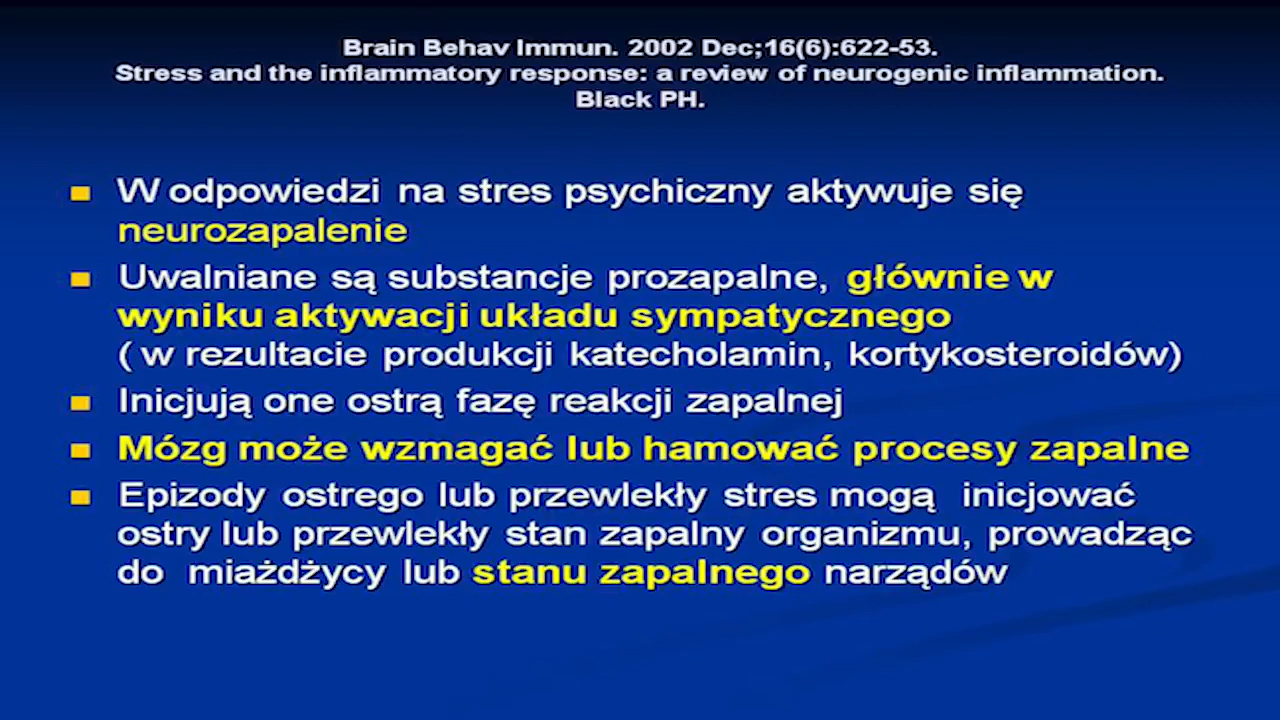 Brain Behav Immun. 2002 Dec;16(6):622-53.
Stress and the inflammatory response: a review of neurogenic inflammation.
Black PH.
W odpowiedzi na stres psychiczny aktywuje się
neurozapalenie
Uwalniane są substancje prozapalne, głównie w
wyniku aktywacji układu sympatycznego
( w rezultacie produkcji katecholamin, kortykosteroidów)
Inicjują one ostrą fazę reakcji zapalnej
Mózg może wzmagać lub hamować procesy zapalne
Epizody ostrego lub przewlekły stres mogą inicjować
ostry lub przewlekły stan zapalny organizmu, prowadząc
do miażdżycy lub stanu zapalnego narządów